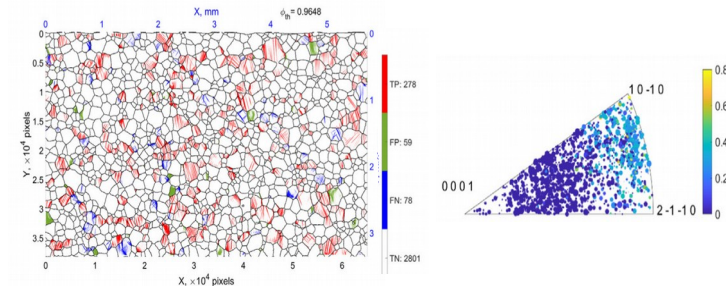 X, mm
ϕth= 0.9648
0 1 2 3 4 5
0
0.5
1
1.5
2
2.5
3
3.5
Y, ×10⁴ pixels
0
1
2
3
0 1 2 3 4 5 6
X, ×10⁴ pixels
TP: 278
FP: 59
FN: 78
TN: 2801
10-10
0001
2-1-10
0.8
0.6
0.4
0.2
0